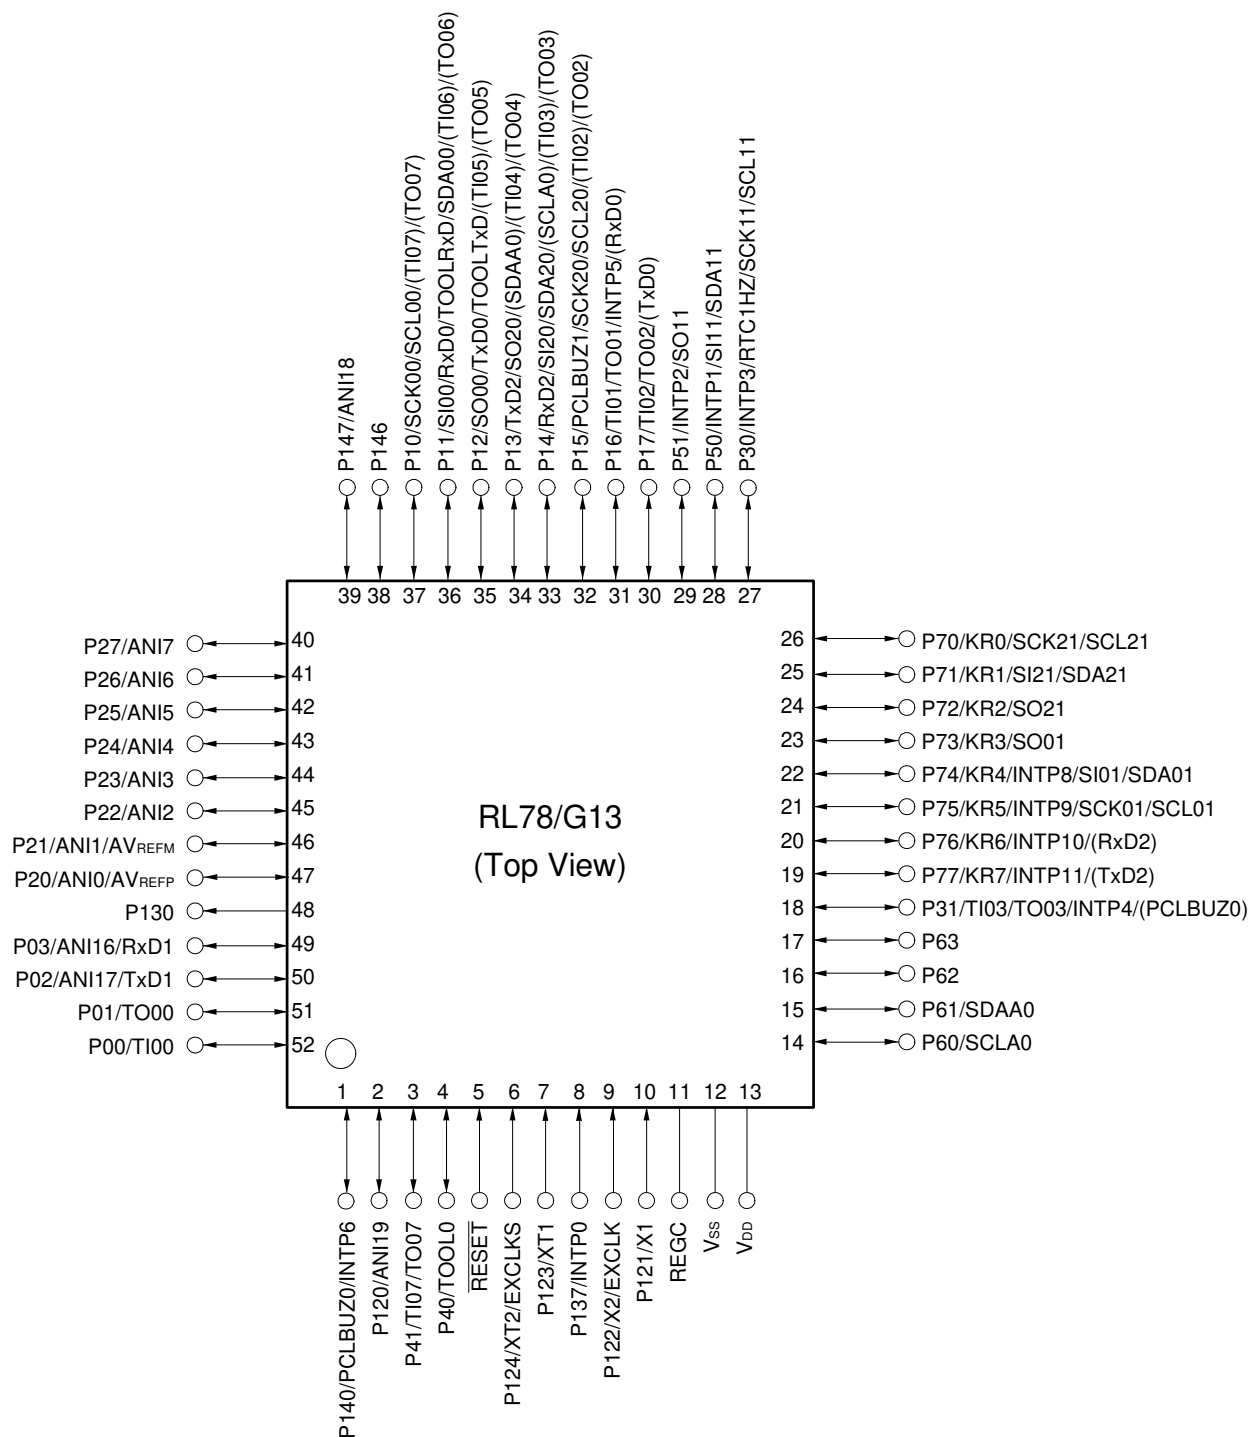 P147/ANI18
P146
P10/SCK00/SCL00/(TI07)/(TO07)
P11/SI00/RxD0/TOOLRxD/SDA00/(TI06)/(TO06)
P12/SO00/TxD0/TOOLTxD/(TI05)/(TO05)
P13/TxD2/SO20/(SDAA0)/(TI04)/(TO04)
P14/RxD2/SI20/SDA20/(SCLA0)/(TI03)/(TO03)
P15/PCLBUZ1/SCK20/SCL20/(TI02)/(TO02)
P16/TI01/TO01/INTP5/(RxD0)
P17/TI02/TO02/(TxD0)
P51/INTP2/SO11
P50/INTP1/SI11/SDA11
P30/INTP3/RTC1HZ/SCK11/SCL11
39 38 37 36 35 34 33 32 31 30 29 28 27
P27/ANI7 40
P26/ANI6 41
P25/ANI5 42
P24/ANI4 43
P23/ANI3 44
P22/ANI2 45
P21/ANI1/AVREFM 46
P20/ANI0/AVREFP 47
P130 48
P03/ANI16/RxD1 49
P02/ANI17/TxD1 50
P01/TO00 51
P00/TI00 52
RL78/G13
(Top View)
26 P70/KR0/SCK21/SCL21
25 P71/KR1/SI21/SDA21
24 P72/KR2/SO21
23 P73/KR3/SO01
22 P74/KR4/INTP8/SI01/SDA01
21 P75/KR5/INTP9/SCK01/SCL01
20 P76/KR6/INTP10/(RxD2)
19 P77/KR7/INTP11/(TxD2)
18 P31/TI03/TO03/INTP4/(PCLBUZ0)
17 P63
16 P62
15 P61/SDAA0
14 P60/SCLA0
1 2 3 4 5 6 7 8 9 10 11 12 13
P140/PCLBUZ0/INTP6
P120/ANI19
P41/TI07/TO07
P40/TOOL0
RESET
P124/XT2/EXCLKS
P123/XT1
P137/INTP0
P122/X2/EXCLK
P121/X1
REGC
VSS
VDD